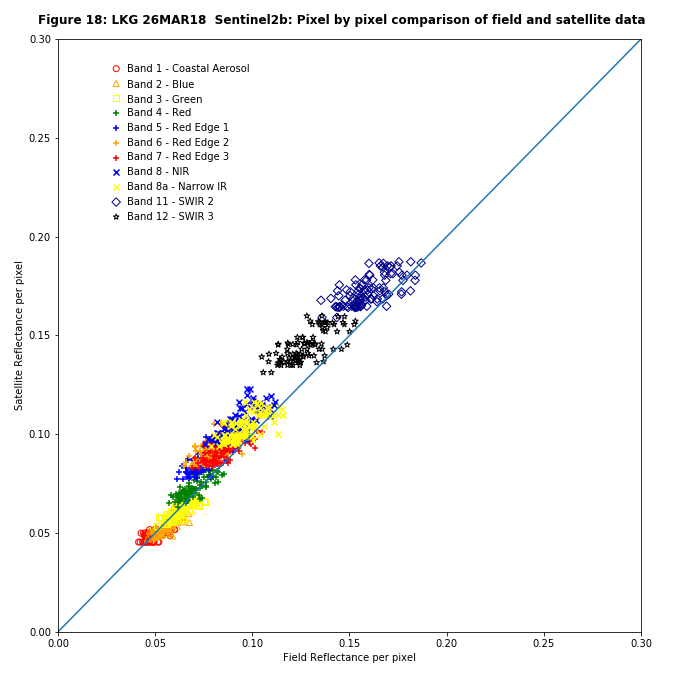 Figure 18: LKG 26MAR18 Sentinel2b: Pixel by pixel comparison of field and satellite data
0.30
Band 1 - Coastal Aerosol
Band 2 - Blue
Band 3 - Green
Band 4 - Red
Band 5 - Red Edge 1
Band 6 - Red Edge 2
Band 7 - Red Edge 3
Band 8 - NIR
Band 8a - Narrow IR
Band 11 - SWIR 2
Band 12 - SWIR 3
0.25
0.20
0.15
0.10
0.05
0.00
Satellite Reflectance per pixel
0.00 0.05 0.10 0.15 0.20 0.25 0.30
Field Reflectance per pixel